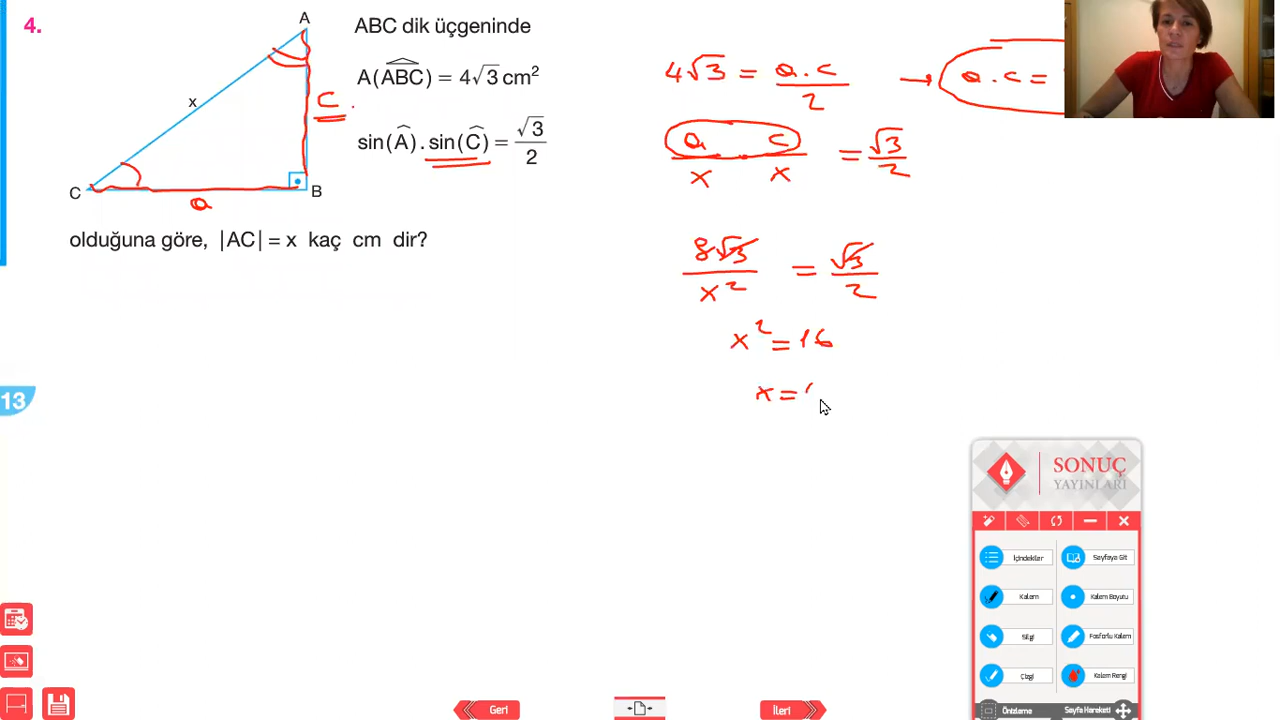 4.
A
ABC dik üçgeninde
A(ABC) = 4√3 cm²
sin(Â) . sin(Ĉ) = √3/2
x
C
B
a
c
olduğuna göre, |AC| = x kaç cm dir?
4√3 = a.c/2 → a.c =
a/x c/x = √3/2
8√3/x² = √3/2
x² = 16
x =
13
SONUÇ
YAYINLARI
İçindekiler
Sayfaya Git
Kalem
Kalem Boyutu
Silgi
Fosforlu Kalem
Çizgi
Kalem Rengi
Önizleme
Sayfa Hareketi
Geri
İleri